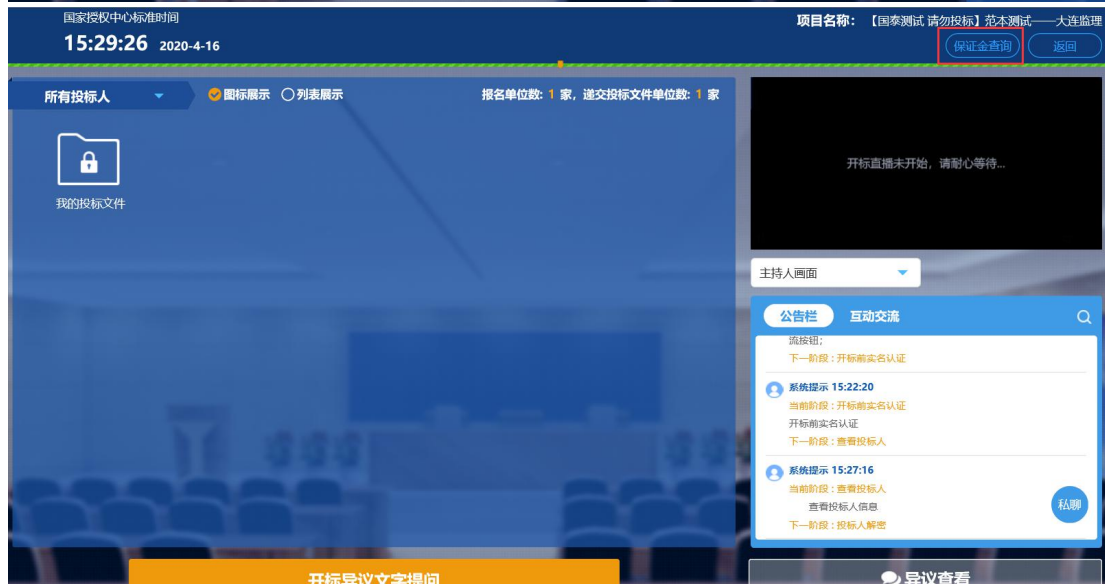 国家授权中心标准时间
15:29:26 2020-4-16
项目名称： 【国泰测试 请勿投标】范本测试——大连监理
保证金查询 返回
所有投标人 图标展示 列表展示 报名单位数: 1 家，递交投标文件单位数: 1 家
我的投标文件
开标直播未开始，请耐心等待...
主持人画面
公告栏 互动交流
流按钮；
下一阶段：开标前实名认证
系统提示 15:22:20
当前阶段：开标前实名认证
开标前实名认证
下一阶段：查看投标人
系统提示 15:27:16
当前阶段：查看投标人
查看投标人信息
下一阶段：投标人解密
私聊
开标异议文字提问
异议查看